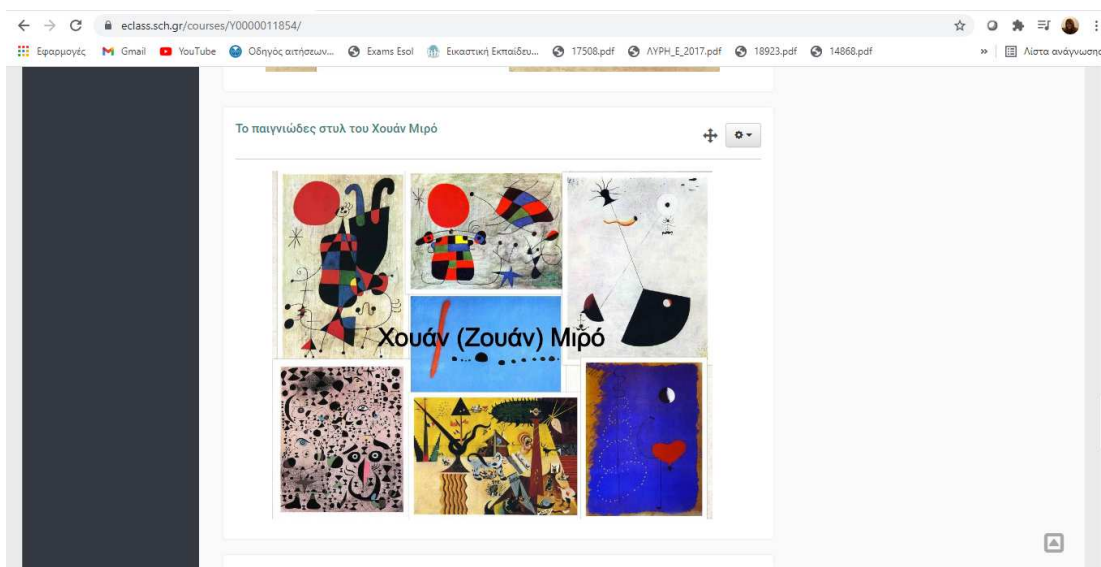 eclass.sch.gr/courses/Y0000011854/
Εφαρμογές Gmail YouTube Οδηγός αιτήσεων... Exams Esol Εικαστική Εκπαίδευ... 17508.pdf ΛΥΡΗ_Ε_2017.pdf 18923.pdf 14868.pdf » Λίστα ανάγνωσης
Το παιγνιώδες στυλ του Χουάν Μιρό
Χουάν (Ζουάν) Μιρό